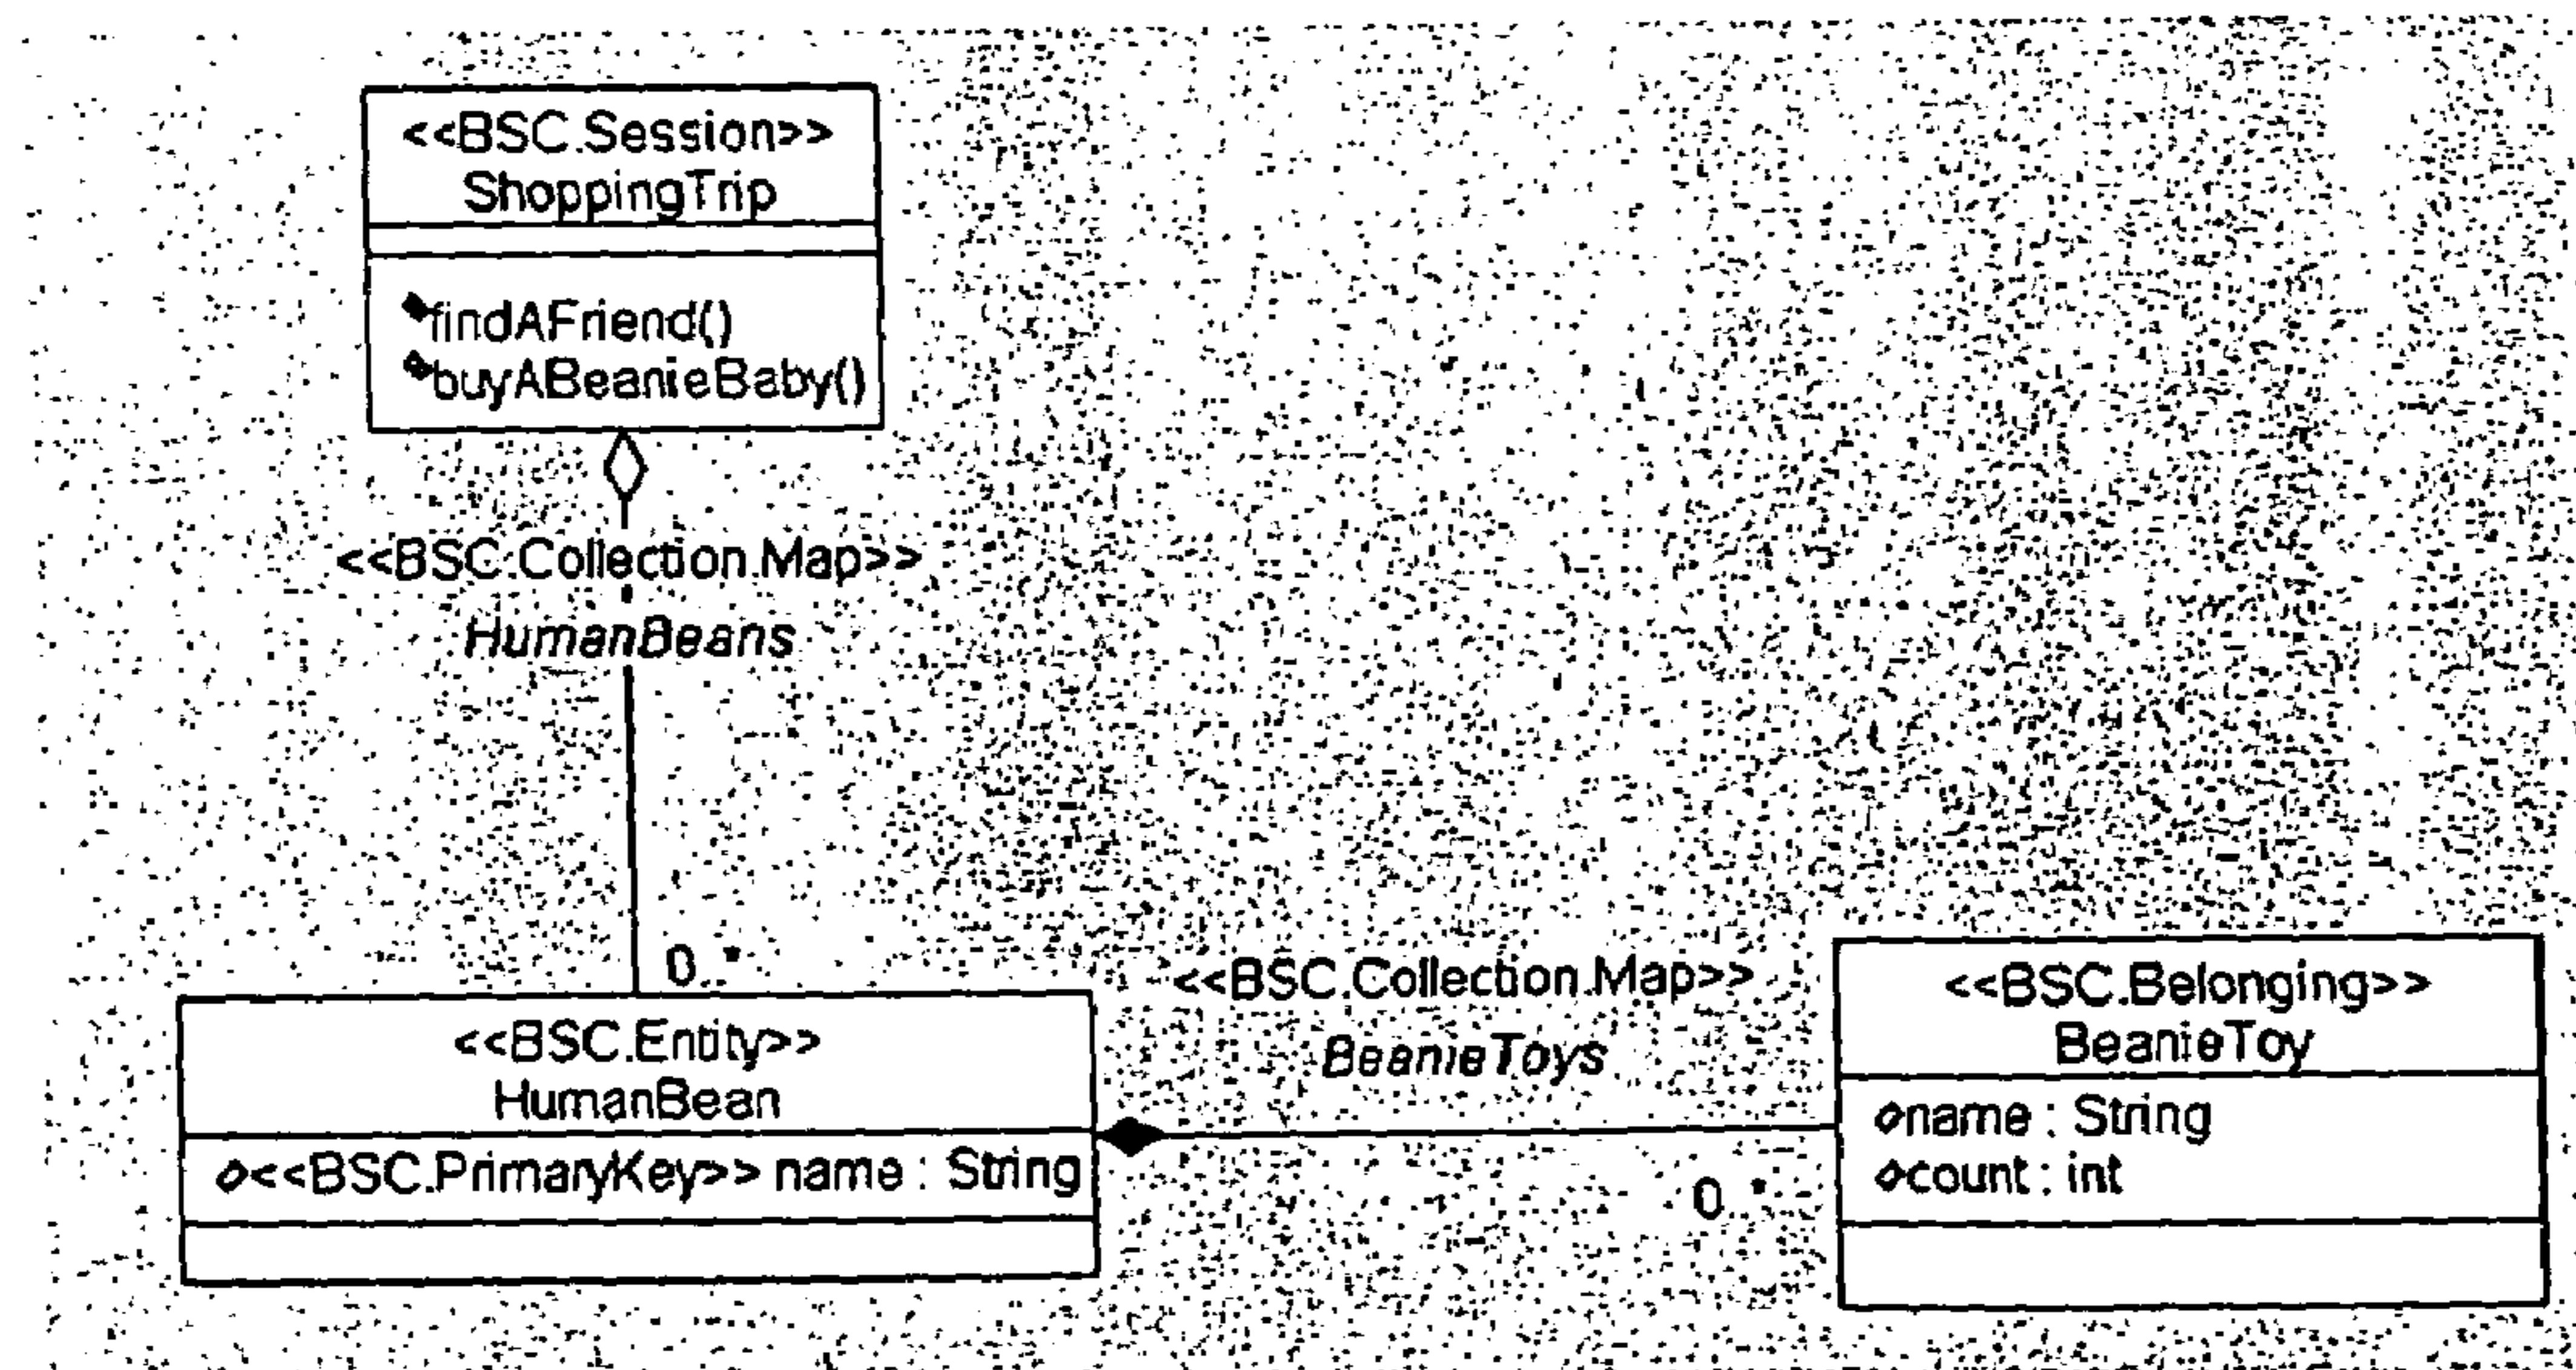 <<BSC.Session>>
ShoppingTrip
findAFriend()
buyABeanieBaby()
<<BSC.Collection.Map>>
HumanBeans
0..*
<<BSC.Entity>>
HumanBean
<<BSC.PrimaryKey>> name : String
<<BSC.Collection.Map>>
BeanieToys
0..*
<<BSC.Belonging>>
BeanieToy
name : String
count : int